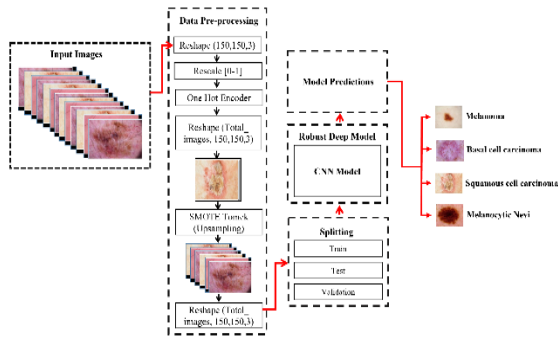 Input Images
Data Pre-processing
Reshape (150,150,3)
Rescale [0-1]
One Hot Encoder
Reshape (Total_
images, 150,150,3)
SMOTE Tomek
(Upsampling)
Reshape (Total_
images, 150,150,3)
Splitting
Train
Test
Validation
Robust Deep Model
CNN Model
Model Predictions
Melanoma
Basal cell carcinoma
Squamous cell carcinoma
Melanocytic Nevi